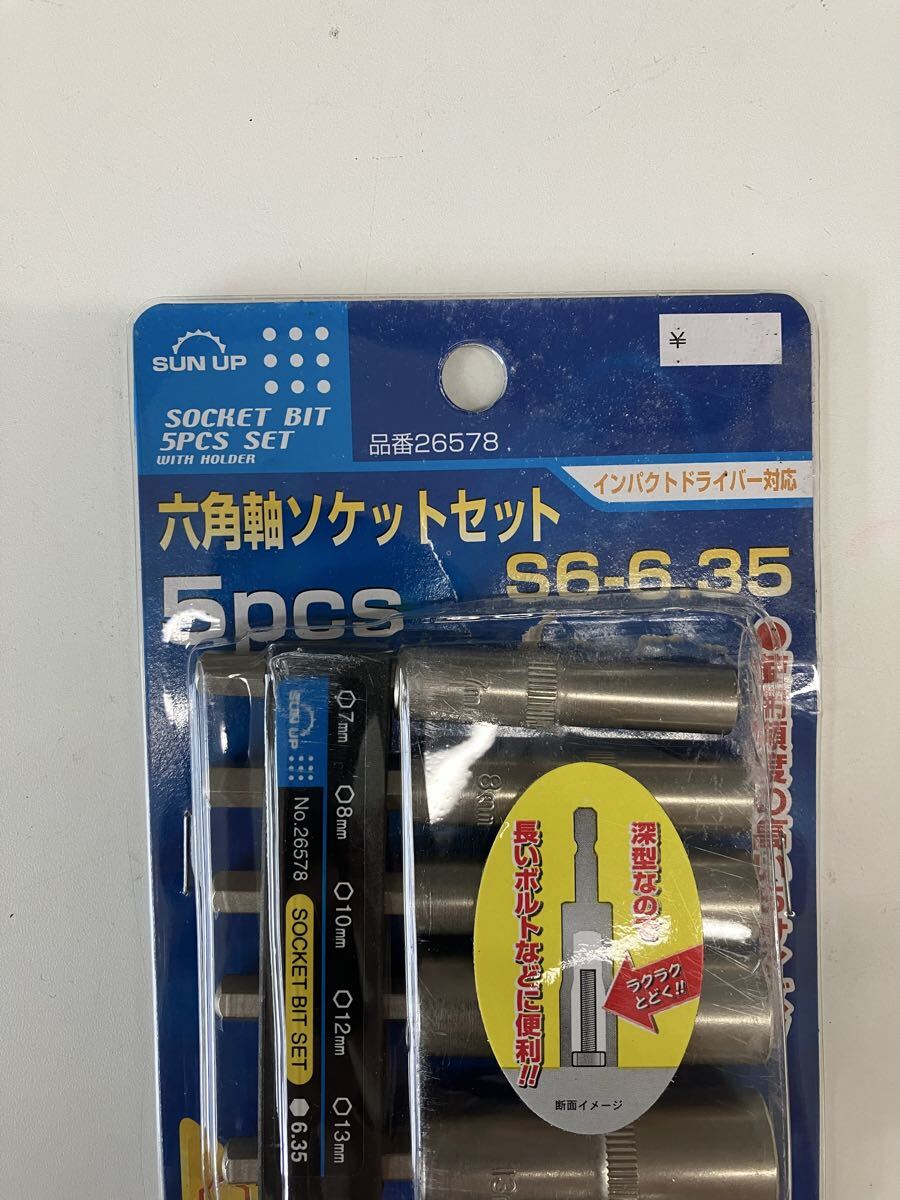 SUN UP
SOCKET BIT
5PCS SET
WITH HOLDER
¥
品番26578
インパクトドライバー対応
六角軸ソケットセット
S6-6.35
5pcs
SUN UP
No.26578
SOCKET BIT SET
6.35
7mm
8mm
10mm
12mm
13mm
8mm
13
深型なので
長いボルトなどに便利!!
ラクラク
とどく!!
断面イメージ